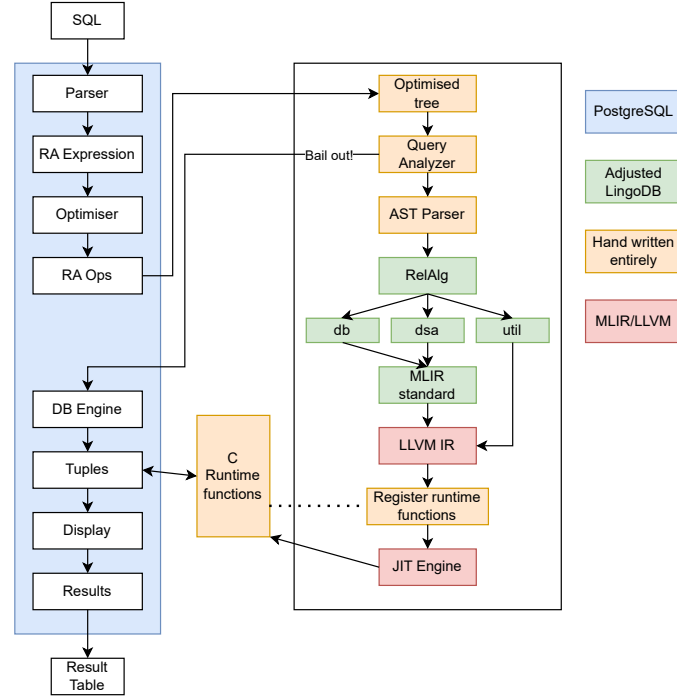 SQL
Parser
RA Expression
Optimiser
RA Ops
DB Engine
Tuples
Display
Results
Result
Table
C
Runtime
functions
Bail out!
Optimised
tree
Query
Analyzer
AST Parser
RelAlg
db
dsa
util
MLIR
standard
LLVM IR
Register runtime
functions
JIT Engine
PostgreSQL
Adjusted
LingoDB
Hand written
entirely
MLIR/LLVM